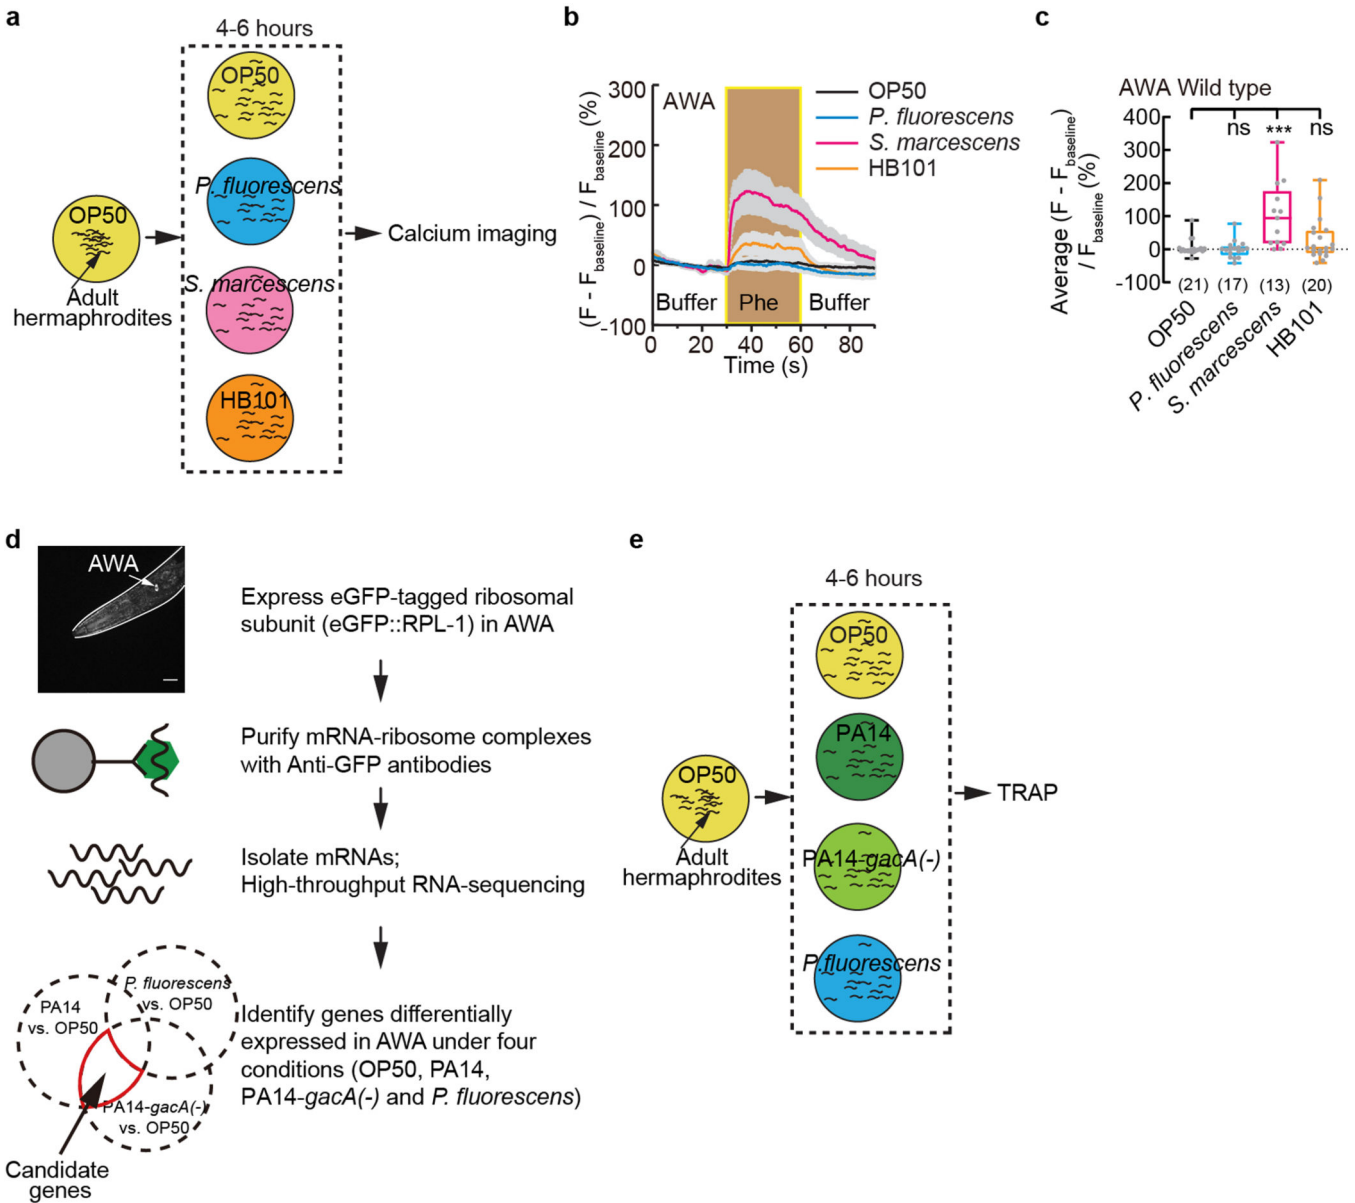 a
4-6 hours
OP50
P. fluorescens
S. marcescens
HB101
OP50
Adult
hermaphrodites
Calcium imaging
b
(F - Fbaseline) / Fbaseline (%)
300
200
100
0
-100
AWA
Buffer
Phe
Buffer
0
20
40
60
80
Time (s)
OP50
P. fluorescens
S. marcescens
HB101
c
AWA Wild type
Average (F - Fbaseline)
/ Fbaseline (%)
400
300
200
100
0
-100
ns
***
ns
(21)
(17)
(13)
(20)
OP50
P. fluorescens
S. marcescens
HB101
d
AWA
Express eGFP-tagged ribosomal
subunit (eGFP::RPL-1) in AWA
Purify mRNA-ribosome complexes
with Anti-GFP antibodies
Isolate mRNAs;
High-throughput RNA-sequencing
P. fluorescens
vs. OP50
PA14
vs. OP50
PA14-gacA(-)
vs. OP50
Candidate
genes
Identify genes differentially
expressed in AWA under four
conditions (OP50, PA14,
PA14-gacA(-) and P. fluorescens)
e
4-6 hours
OP50
PA14
PA14-gacA(-)
P.fluorescens
OP50
Adult
hermaphrodites
TRAP